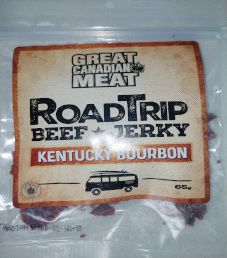 GREAT
CANADIAN
MEAT
ROADTRIP
BEEF ★ JERKY
KENTUCKY BOURBON
65g